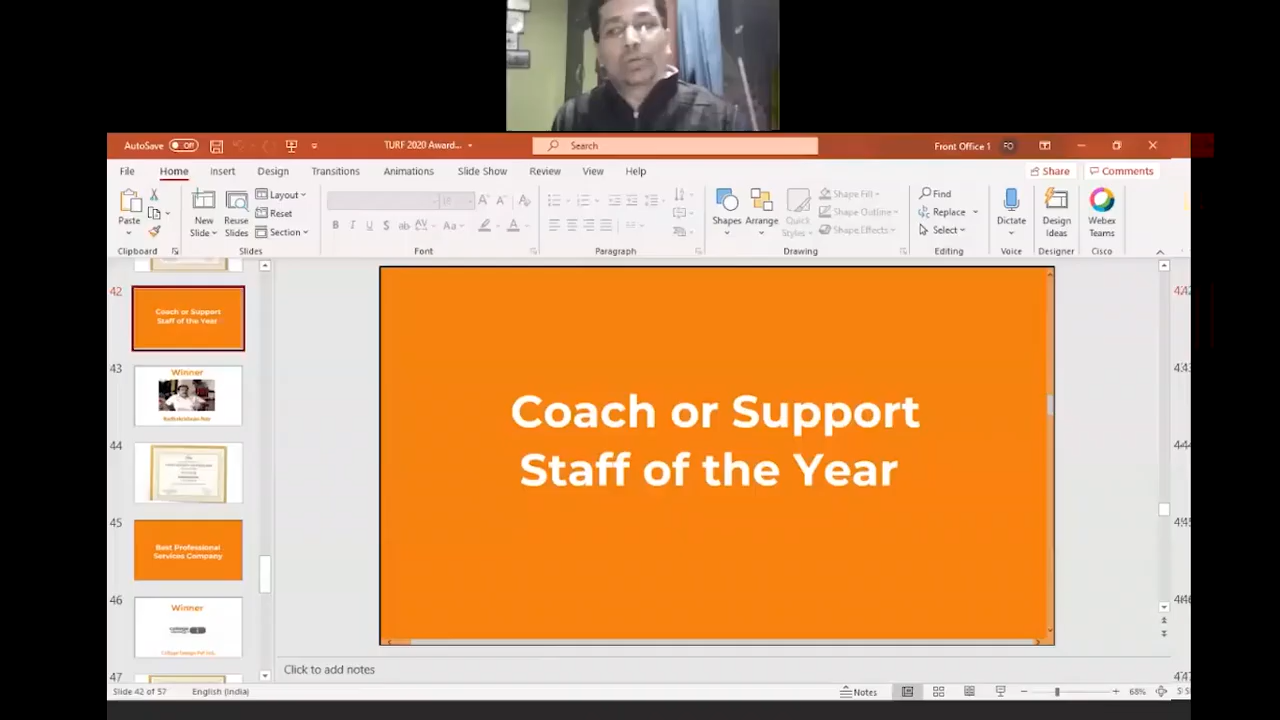 AutoSave Off TURF 2020 Award... Search Front Office 1 FO
File Home Insert Design Transitions Animations Slide Show Review View Help Share Comments
Paste
New Slide
Reuse Slides
Layout
Reset
Section
Shapes
Arrange
Quick Styles
Shape Fill
Shape Outline
Shape Effects
Find
Replace
Select
Dictate
Design Ideas
Webex Teams
Clipboard Slides Font Paragraph Drawing Editing Voice Designer Cisco
42
Coach or Support
Staff of the Year
43
Winner
44
45
Best Professional
Services Company
46
Winner
47
Coach or Support
Staff of the Year
Click to add notes
Slide 42 of 57 English (India) Notes 68%